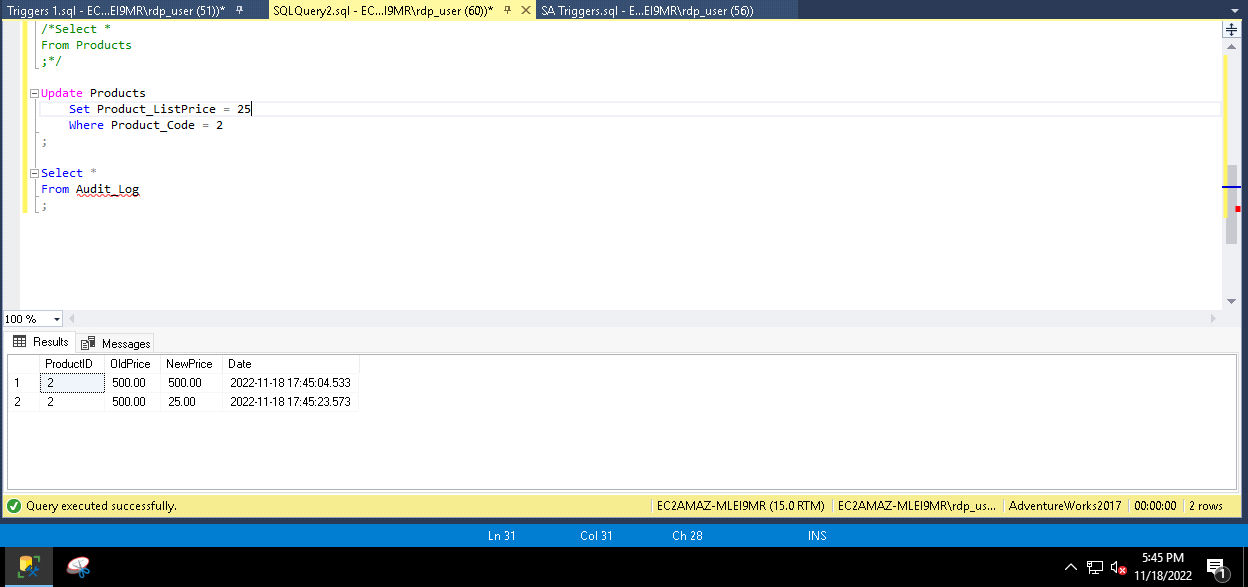 Triggers 1.sql - EC...EI9MR\rdp_user (51))* SQLQuery2.sql - EC...I9MR\rdp_user (60))* SA Triggers.sql - E...EI9MR\rdp_user (56))
/*Select *
From Products
;*/
Update Products
Set Product_ListPrice = 25
Where Product_Code = 2
;
Select *
From Audit_Log
;
100 %
Results Messages
ProductID OldPrice NewPrice Date
1 2 500.00 500.00 2022-11-18 17:45:04.533
2 2 500.00 25.00 2022-11-18 17:45:23.573
Query executed successfully. EC2AMAZ-MLEI9MR (15.0 RTM) EC2AMAZ-MLEI9MR\rdp_us... AdventureWorks2017 00:00:00 2 rows
Ln 31 Col 31 Ch 28 INS
5:45 PM
11/18/2022
1